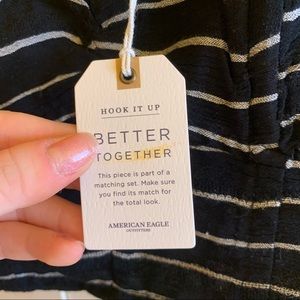 HOOK IT UP
BETTER
TOGETHER
This piece is part of a
matching set. Make sure
you find its match for
the total look.
AMERICAN EAGLE
OUTFITTERS